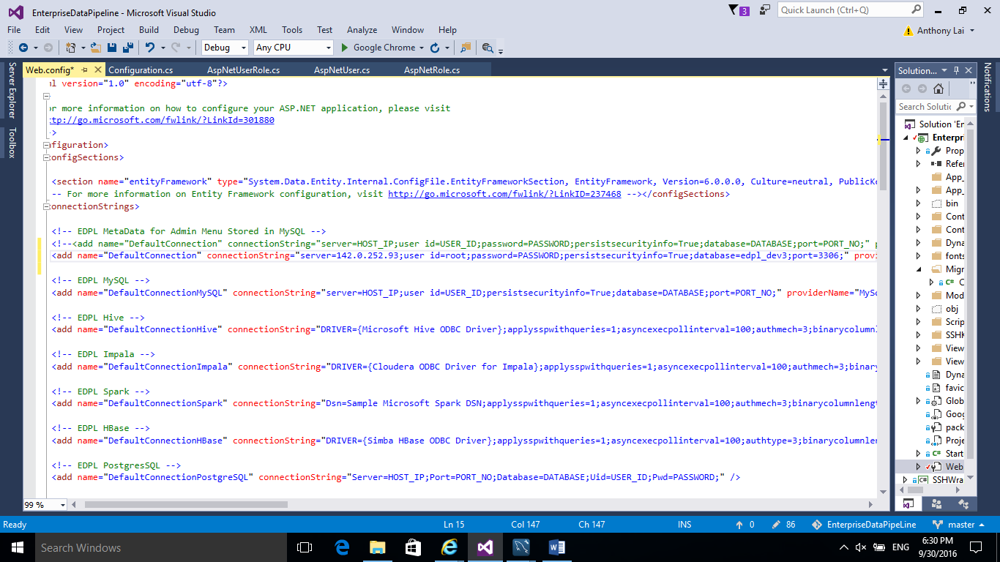 EnterpriseDataPipeline - Microsoft Visual Studio
3
Quick Launch (Ctrl+Q)
File Edit View Project Build Debug Team XML Tools Test Analyze Window Help
Anthony Lai
Debug Any CPU Google Chrome
Server Explorer
Toolbox
Web.config* Configuration.cs AspNetUserRole.cs AspNetUser.cs AspNetRole.cs
ml version="1.0" encoding="utf-8"?>
or more information on how to configure your ASP.NET application, please visit
ttp://go.microsoft.com/fwlink/?LinkId=301880
>
nfiguration>
configSections>
<section name="entityFramework" type="System.Data.Entity.Internal.ConfigFile.EntityFrameworkSection, EntityFramework, Version=6.0.0.0, Culture=neutral, PublicKe
-- For more information on Entity Framework configuration, visit http://go.microsoft.com/fwlink/?LinkID=237468 --></configSections>
connectionStrings>
<!-- EDPL MetaData for Admin Menu Stored in MySQL -->
<!--<add name="DefaultConnection" connectionString="server=HOST_IP;user id=USER_ID;password=PASSWORD;persistsecurityinfo=True;database=DATABASE;port=PORT_NO;" p
<add name="DefaultConnection" connectionString="server=142.0.252.93;user id=root;password=PASSWORD;persistsecurityinfo=True;database=edpl_dev3;port=3306;" provi
<!-- EDPL MySQL -->
<add name="DefaultConnectionMySQL" connectionString="server=HOST_IP;user id=USER_ID;persistsecurityinfo=True;database=DATABASE;port=PORT_NO;" providerName="MySq
<!-- EDPL Hive -->
<add name="DefaultConnectionHive" connectionString="DRIVER={Microsoft Hive ODBC Driver};applysspwithqueries=1;asyncexecpollinterval=100;authmech=3;binarycolumnl
<!-- EDPL Impala -->
<add name="DefaultConnectionImpala" connectionString="DRIVER={Cloudera ODBC Driver for Impala};applysspwithqueries=1;asyncexecpollinterval=100;authmech=3;binary
<!-- EDPL Spark -->
<add name="DefaultConnectionSpark" connectionString="Dsn=Sample Microsoft Spark DSN;applysspwithqueries=1;asyncexecpollinterval=100;authmech=3;binarycolumnlengt
<!-- EDPL HBase -->
<add name="DefaultConnectionHBase" connectionString="DRIVER={Simba HBase ODBC Driver};applysspwithqueries=1;asyncexecpollinterval=100;authtype=3;binarycolumnlen
<!-- EDPL PostgresSQL -->
<add name="DefaultConnectionPostgreSQL" connectionString="Server=HOST_IP;Port=PORT_NO;Database=DATABASE;Uid=USER_ID;Pwd=PASSWORD;" />
99 %
Solution...
Search Solutic
Solution 'En
Enterpri
Prop
Refer
App_
App_
bin
Cont
Cont
Dyna
fonts
Migr
C# C
Mod
obj
Scrip
SSHK
View
View
Dyna
favic
Glob
Goog
pack
Proje
C# Start
Web
C# SSHWra
Notifications
Ready Ln 15 Col 147 Ch 147 INS 0 86 EnterpriseDataPipeLine master
Search Windows
ENG
6:30 PM
9/30/2016